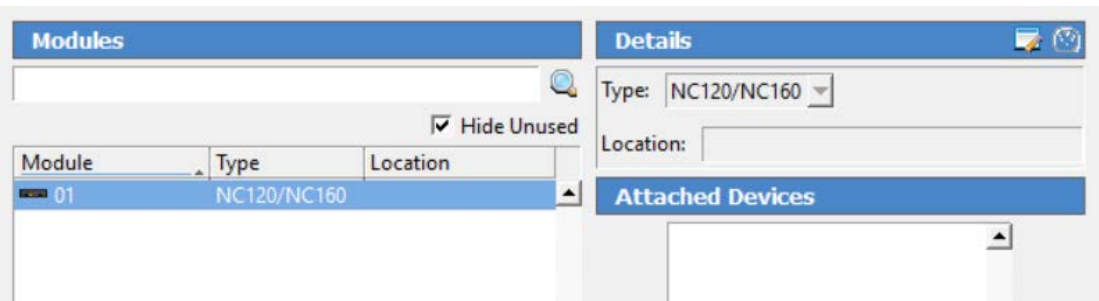 Modules
Hide Unused
Module Type Location
01 NC120/NC160
Details
Type: NC120/NC160
Location:
Attached Devices